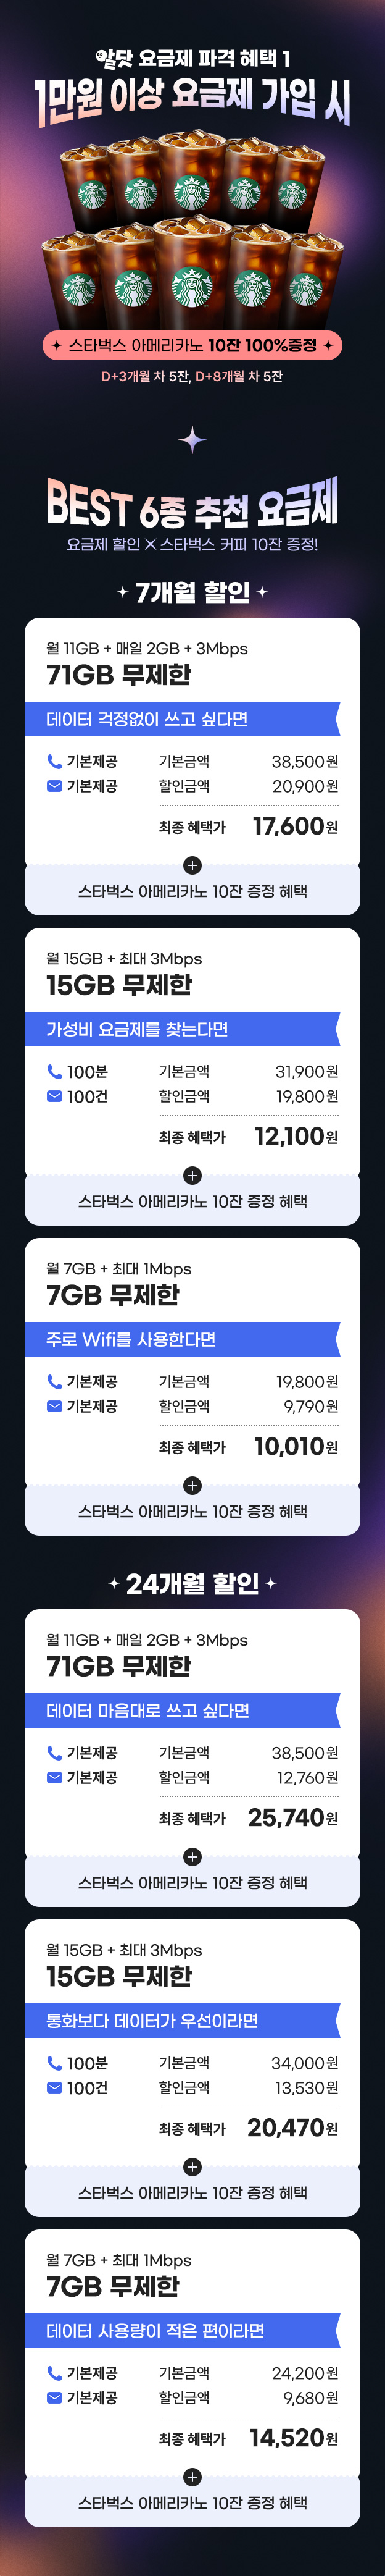 알닷 요금제 파격 혜택 1
1만원 이상 요금제 가입 시
스타벅스 아메리카노 10잔 100%증정
D+3개월 차 5잔, D+8개월 차 5잔
BEST 6종 추천 요금제
요금제 할인 X 스타벅스 커피 10잔 증정!
7개월 할인
월 11GB + 매일 2GB + 3Mbps
71GB 무제한
데이터 걱정없이 쓰고 싶다면
기본제공 기본금액 38,500원
기본제공 할인금액 20,900원
최종 혜택가 17,600원
스타벅스 아메리카노 10잔 증정 혜택
월 15GB + 최대 3Mbps
15GB 무제한
가성비 요금제를 찾는다면
100분 기본금액 31,900원
100건 할인금액 19,800원
최종 혜택가 12,100원
스타벅스 아메리카노 10잔 증정 혜택
월 7GB + 최대 1Mbps
7GB 무제한
주로 Wifi를 사용한다면
기본제공 기본금액 19,800원
기본제공 할인금액 9,790원
최종 혜택가 10,010원
스타벅스 아메리카노 10잔 증정 혜택
24개월 할인
월 11GB + 매일 2GB + 3Mbps
71GB 무제한
데이터 마음대로 쓰고 싶다면
기본제공 기본금액 38,500원
기본제공 할인금액 12,760원
최종 혜택가 25,740원
스타벅스 아메리카노 10잔 증정 혜택
월 15GB + 최대 3Mbps
15GB 무제한
통화보다 데이터가 우선이라면
100분 기본금액 34,000원
100건 할인금액 13,530원
최종 혜택가 20,470원
스타벅스 아메리카노 10잔 증정 혜택
월 7GB + 최대 1Mbps
7GB 무제한
데이터 사용량이 적은 편이라면
기본제공 기본금액 24,200원
기본제공 할인금액 9,680원
최종 혜택가 14,520원
스타벅스 아메리카노 10잔 증정 혜택